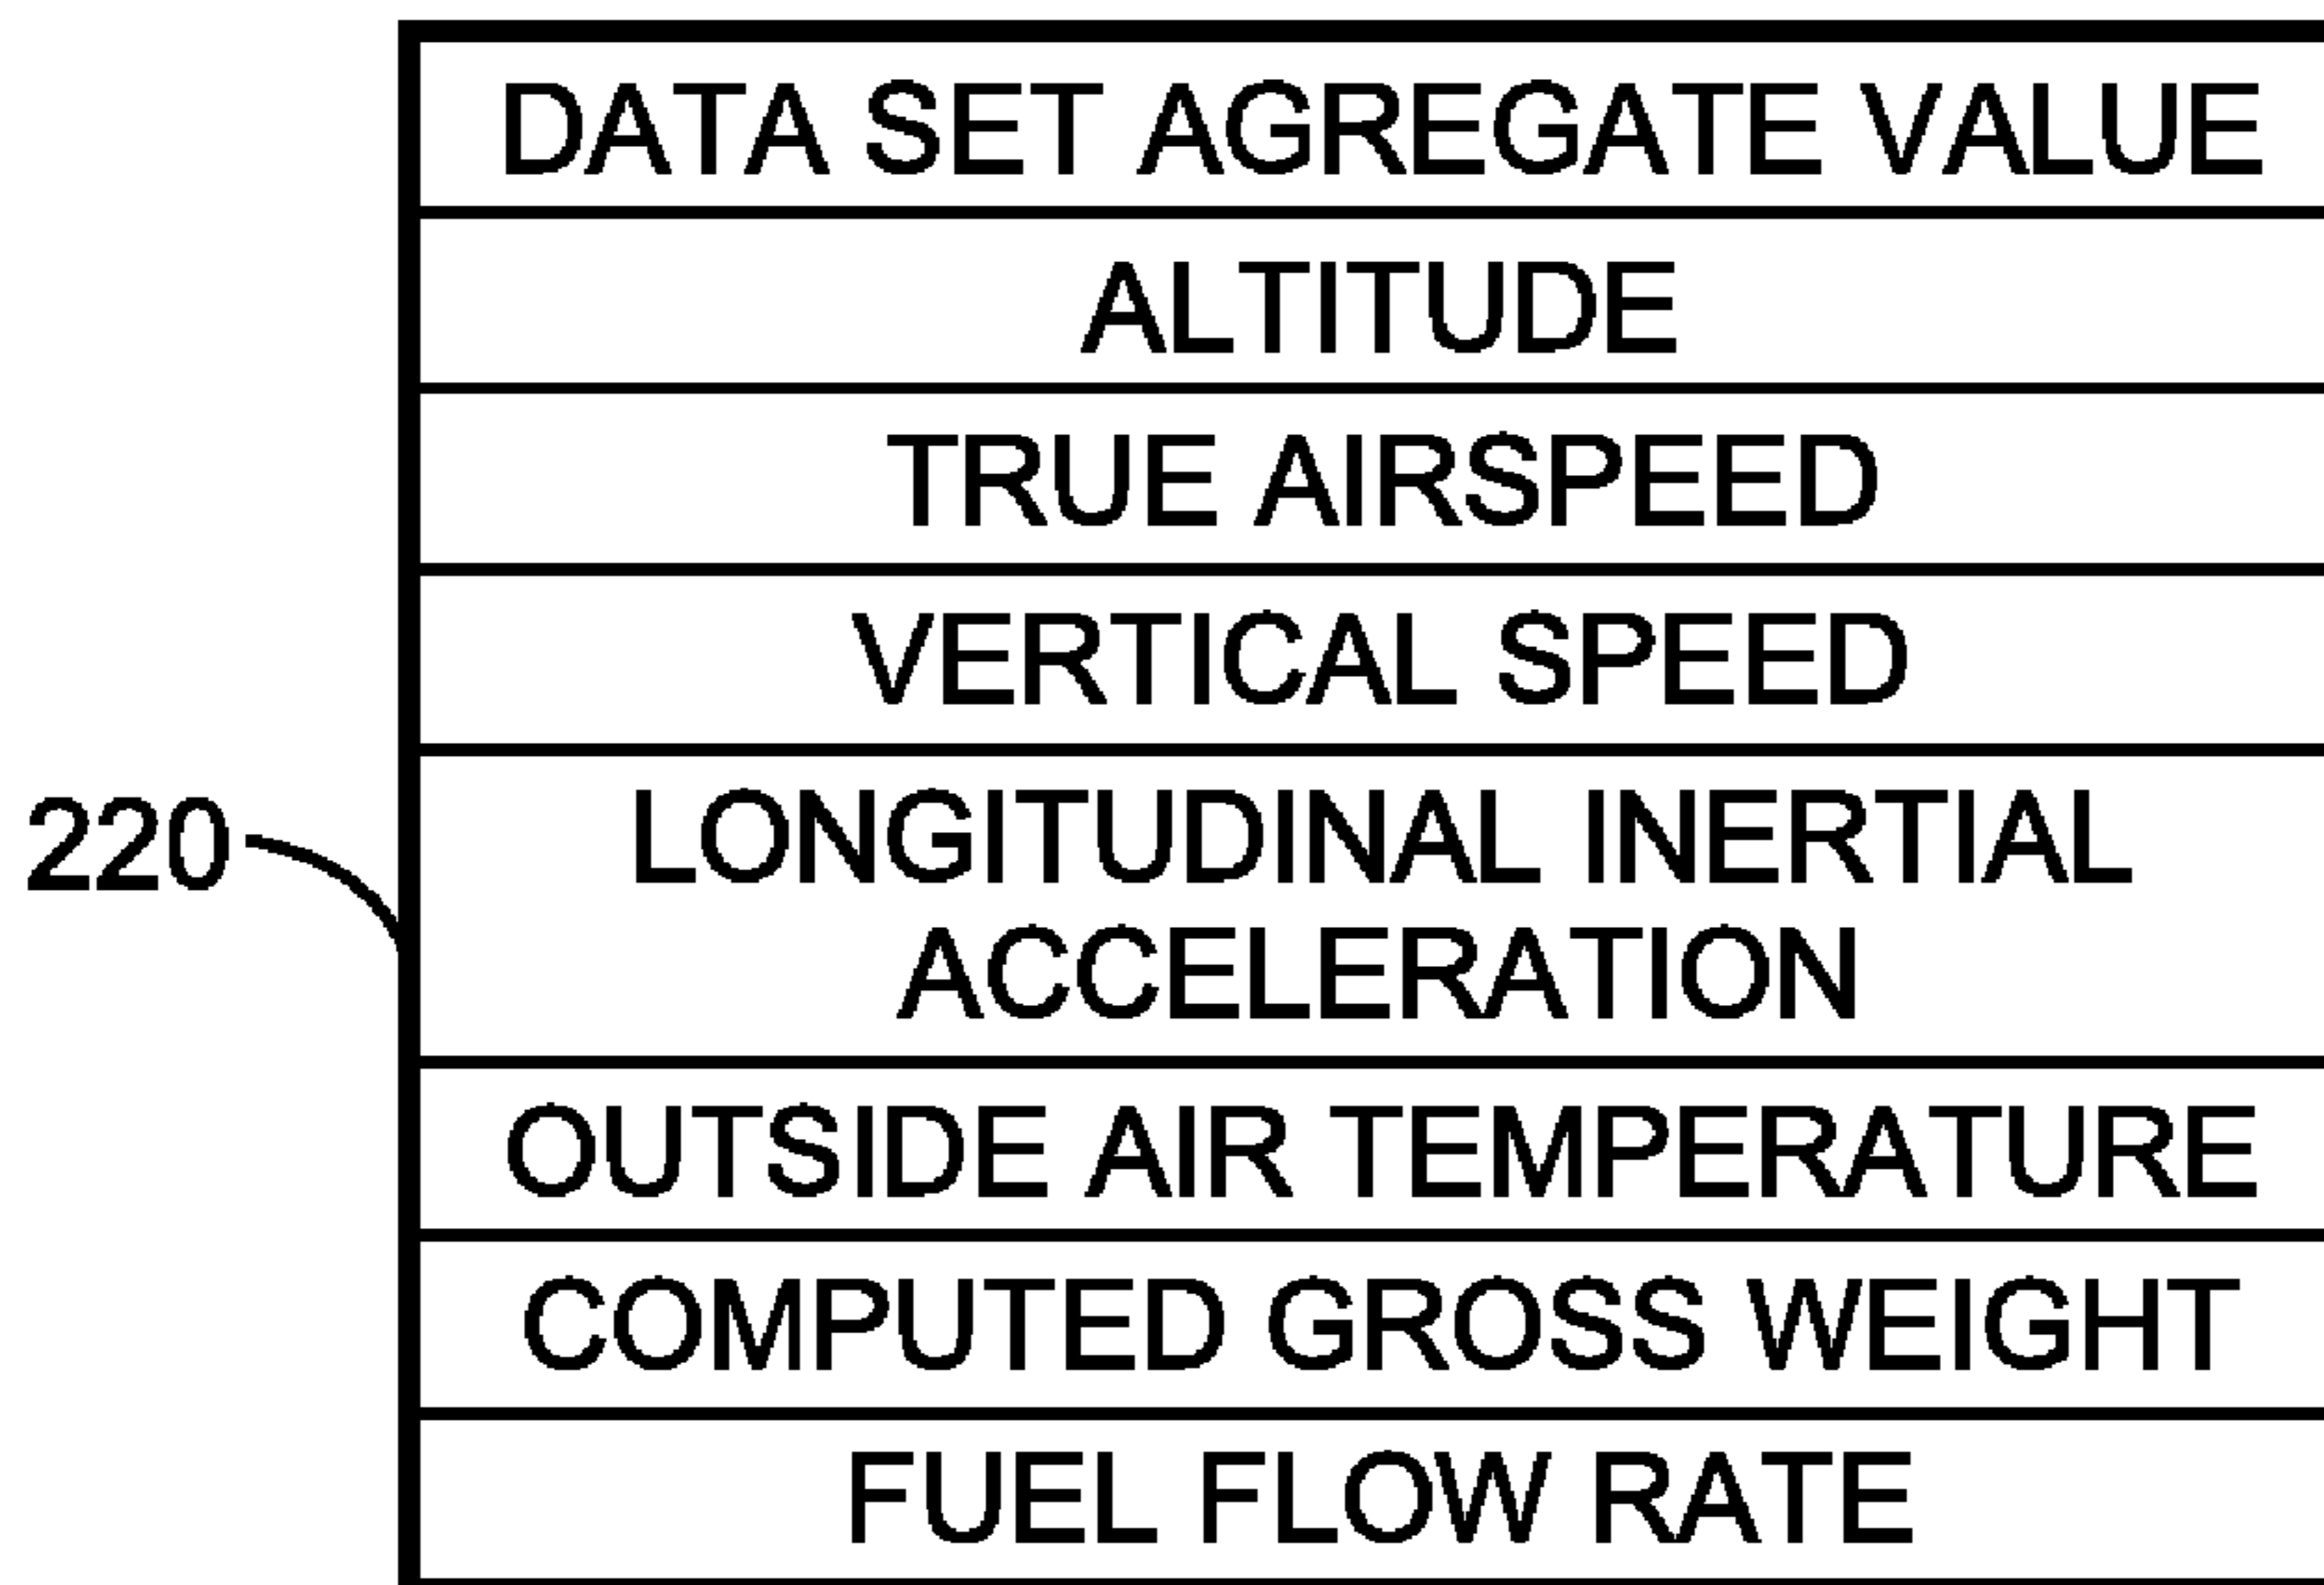 DATA SET AGREGATE VALUE
ALTITUDE
TRUE AIRSPEED
VERTICAL SPEED
220
LONGITUDINAL INERTIAL
ACCELERATION
OUTSIDE AIR TEMPERATURE
COMPUTED GROSS WEIGHT
FUEL FLOW RATE